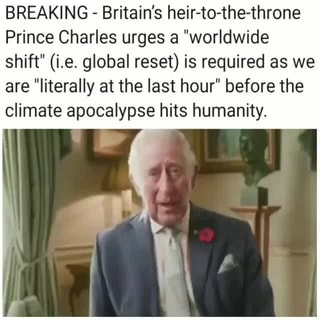 BREAKING - Britain's heir-to-the-throne
Prince Charles urges a "worldwide
shift" (i.e. global reset) is required as we
are "literally at the last hour" before the
climate apocalypse hits humanity.